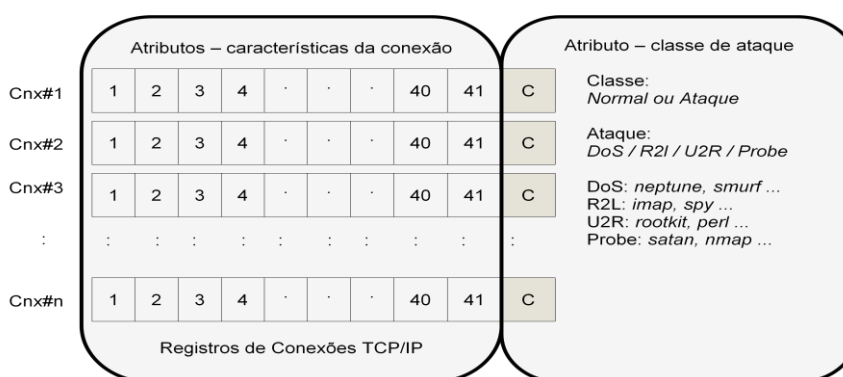 Atributos – características da conexão
Atributo – classe de ataque
Cnx#1 1 2 3 4 . . . 40 41 C
Classe:
Normal ou Ataque
Cnx#2 1 2 3 4 . . . 40 41 C
Ataque:
DoS / R2l / U2R / Probe
Cnx#3 1 2 3 4 . . . 40 41 C
DoS: neptune, smurf ...
R2L: imap, spy ...
U2R: rootkit, perl ...
Probe: satan, nmap ...
: : : : : : : : : : :
Cnx#n 1 2 3 4 . . . 40 41 C
Registros de Conexões TCP/IP